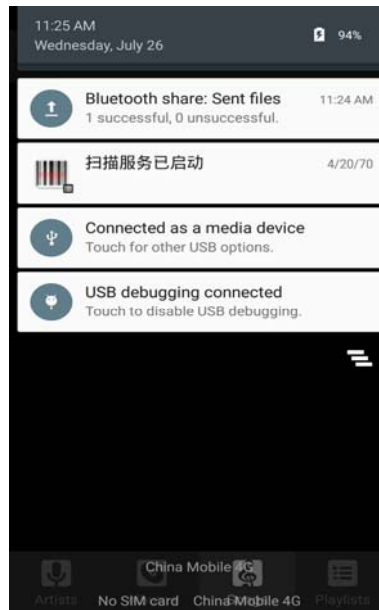 11:25 AM
94%
Wednesday, July 26
Bluetooth share: Sent files
11:24 AM
1 successful, 0 unsuccessful.
扫描服务已启动
4/20/70
Connected as a media device
Touch for other USB options.
USB debugging connected
Touch to disable USB debugging.
China Mobile 4G
Artists
No SIM card
China Mobile 4G
Playlists